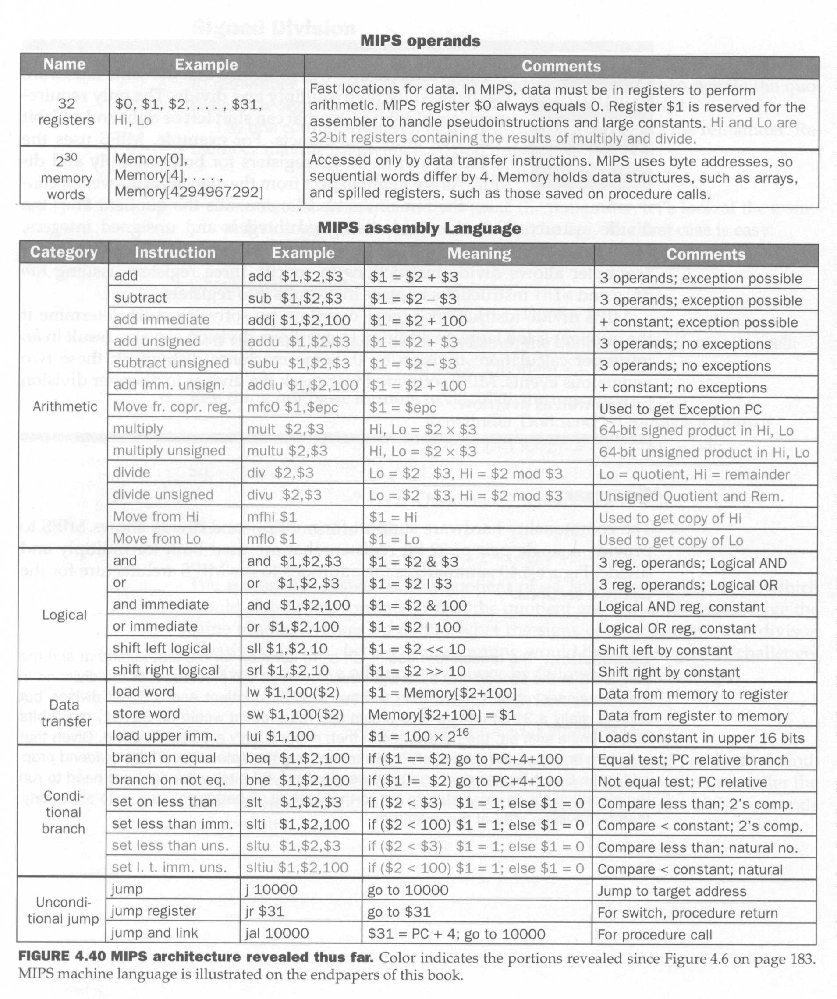 MIPS operands
Name Example Comments
32 registers $0, $1, $2, . . . , $31, Hi, Lo Fast locations for data. In MIPS, data must be in registers to perform
arithmetic. MIPS register $0 always equals 0. Register $1 is reserved for the
assembler to handle pseudoinstructions and large constants. Hi and Lo are
32-bit registers containing the results of multiply and divide.
2³⁰ memory words Memory[0], Memory[4], . . . , Memory[4294967292] Accessed only by data transfer instructions. MIPS uses byte addresses, so
sequential words differ by 4. Memory holds data structures, such as arrays,
and spilled registers, such as those saved on procedure calls.
MIPS assembly Language
Category Instruction Example Meaning Comments
Arithmetic
add add $1,$2,$3 $1 = $2 + $3 3 operands; exception possible
subtract sub $1,$2,$3 $1 = $2 – $3 3 operands; exception possible
add immediate addi $1,$2,100 $1 = $2 + 100 + constant; exception possible
add unsigned addu $1,$2,$3 $1 = $2 + $3 3 operands; no exceptions
subtract unsigned subu $1,$2,$3 $1 = $2 – $3 3 operands; no exceptions
add imm. unsign. addiu $1,$2,100 $1 = $2 + 100 + constant; no exceptions
Move fr. copr. reg. mfc0 $1,$epc $1 = $epc Used to get Exception PC
multiply mult $2,$3 Hi, Lo = $2 × $3 64-bit signed product in Hi, Lo
multiply unsigned multu $2,$3 Hi, Lo = $2 × $3 64-bit unsigned product in Hi, Lo
divide div $2,$3 Lo = $2 $3, Hi = $2 mod $3 Lo = quotient, Hi = remainder
divide unsigned divu $2,$3 Lo = $2 $3, Hi = $2 mod $3 Unsigned Quotient and Rem.
Move from Hi mfhi $1 $1 = Hi Used to get copy of Hi
Move from Lo mflo $1 $1 = Lo Used to get copy of Lo
Logical
and and $1,$2,$3 $1 = $2 & $3 3 reg. operands; Logical AND
or or $1,$2,$3 $1 = $2 | $3 3 reg. operands; Logical OR
and immediate and $1,$2,100 $1 = $2 & 100 Logical AND reg, constant
or immediate or $1,$2,100 $1 = $2 | 100 Logical OR reg, constant
shift left logical sll $1,$2,10 $1 = $2 << 10 Shift left by constant
shift right logical srl $1,$2,10 $1 = $2 >> 10 Shift right by constant
Data transfer
load word lw $1,100($2) $1 = Memory[$2+100] Data from memory to register
store word sw $1,100($2) Memory[$2+100] = $1 Data from register to memory
load upper imm. lui $1,100 $1 = 100 × 2¹⁶ Loads constant in upper 16 bits
Condi-
tional
branch
branch on equal beq $1,$2,100 if ($1 == $2) go to PC+4+100 Equal test; PC relative branch
branch on not eq. bne $1,$2,100 if ($1 != $2) go to PC+4+100 Not equal test; PC relative
set on less than slt $1,$2,$3 if ($2 < $3) $1 = 1; else $1 = 0 Compare less than; 2's comp.
set less than imm. slti $1,$2,100 if ($2 < 100) $1 = 1; else $1 = 0 Compare < constant; 2's comp.
set less than uns. sltu $1,$2,$3 if ($2 < $3) $1 = 1; else $1 = 0 Compare less than; natural no.
set l. t. imm. uns. sltiu $1,$2,100 if ($2 < 100) $1 = 1; else $1 = 0 Compare < constant; natural
Uncondi-
tional jump
jump j 10000 go to 10000 Jump to target address
jump register jr $31 go to $31 For switch, procedure return
jump and link jal 10000 $31 = PC + 4; go to 10000 For procedure call
FIGURE 4.40 MIPS architecture revealed thus far. Color indicates the portions revealed since Figure 4.6 on page 183.
MIPS machine language is illustrated on the endpapers of this book.